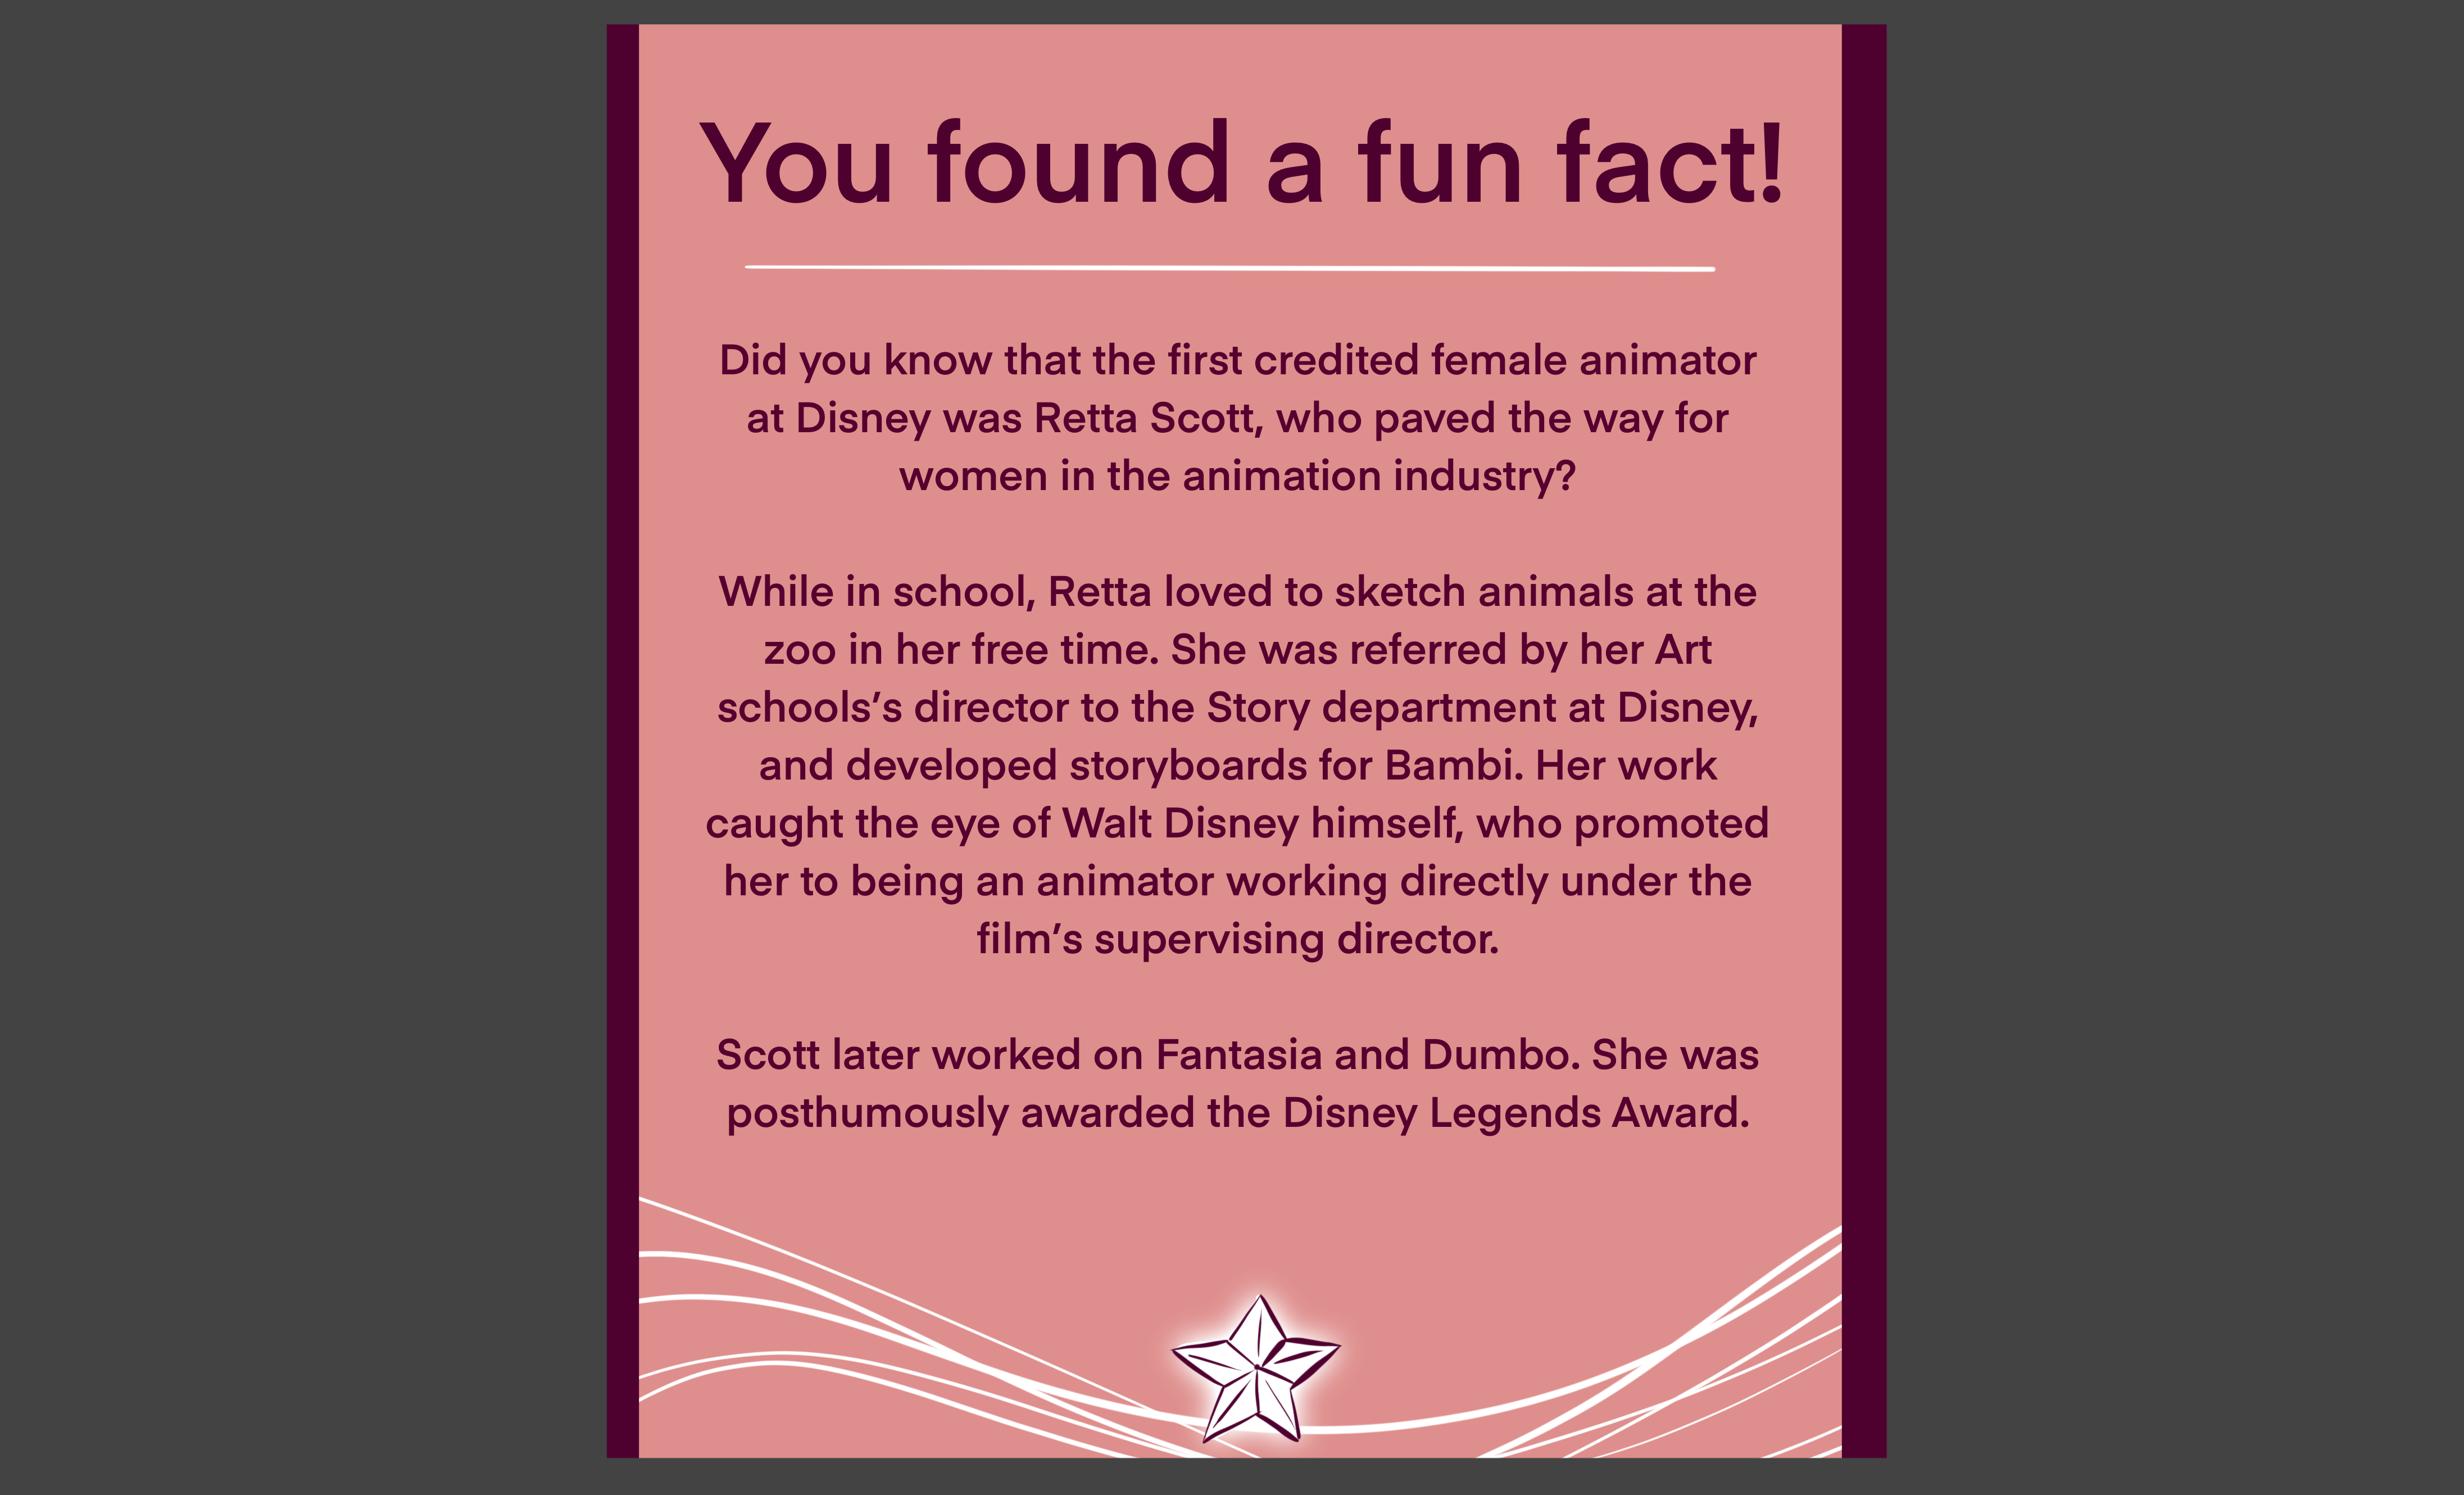 You found a fun fact!
Did you know that the first credited female animator
at Disney was Retta Scott, who paved the way for
women in the animation industry?
While in school, Retta loved to sketch animals at the
zoo in her free time. She was referred by her Art
schools’s director to the Story department at Disney,
and developed storyboards for Bambi. Her work
caught the eye of Walt Disney himself, who promoted
her to being an animator working directly under the
film’s supervising director.
Scott later worked on Fantasia and Dumbo. She was
posthumously awarded the Disney Legends Award.